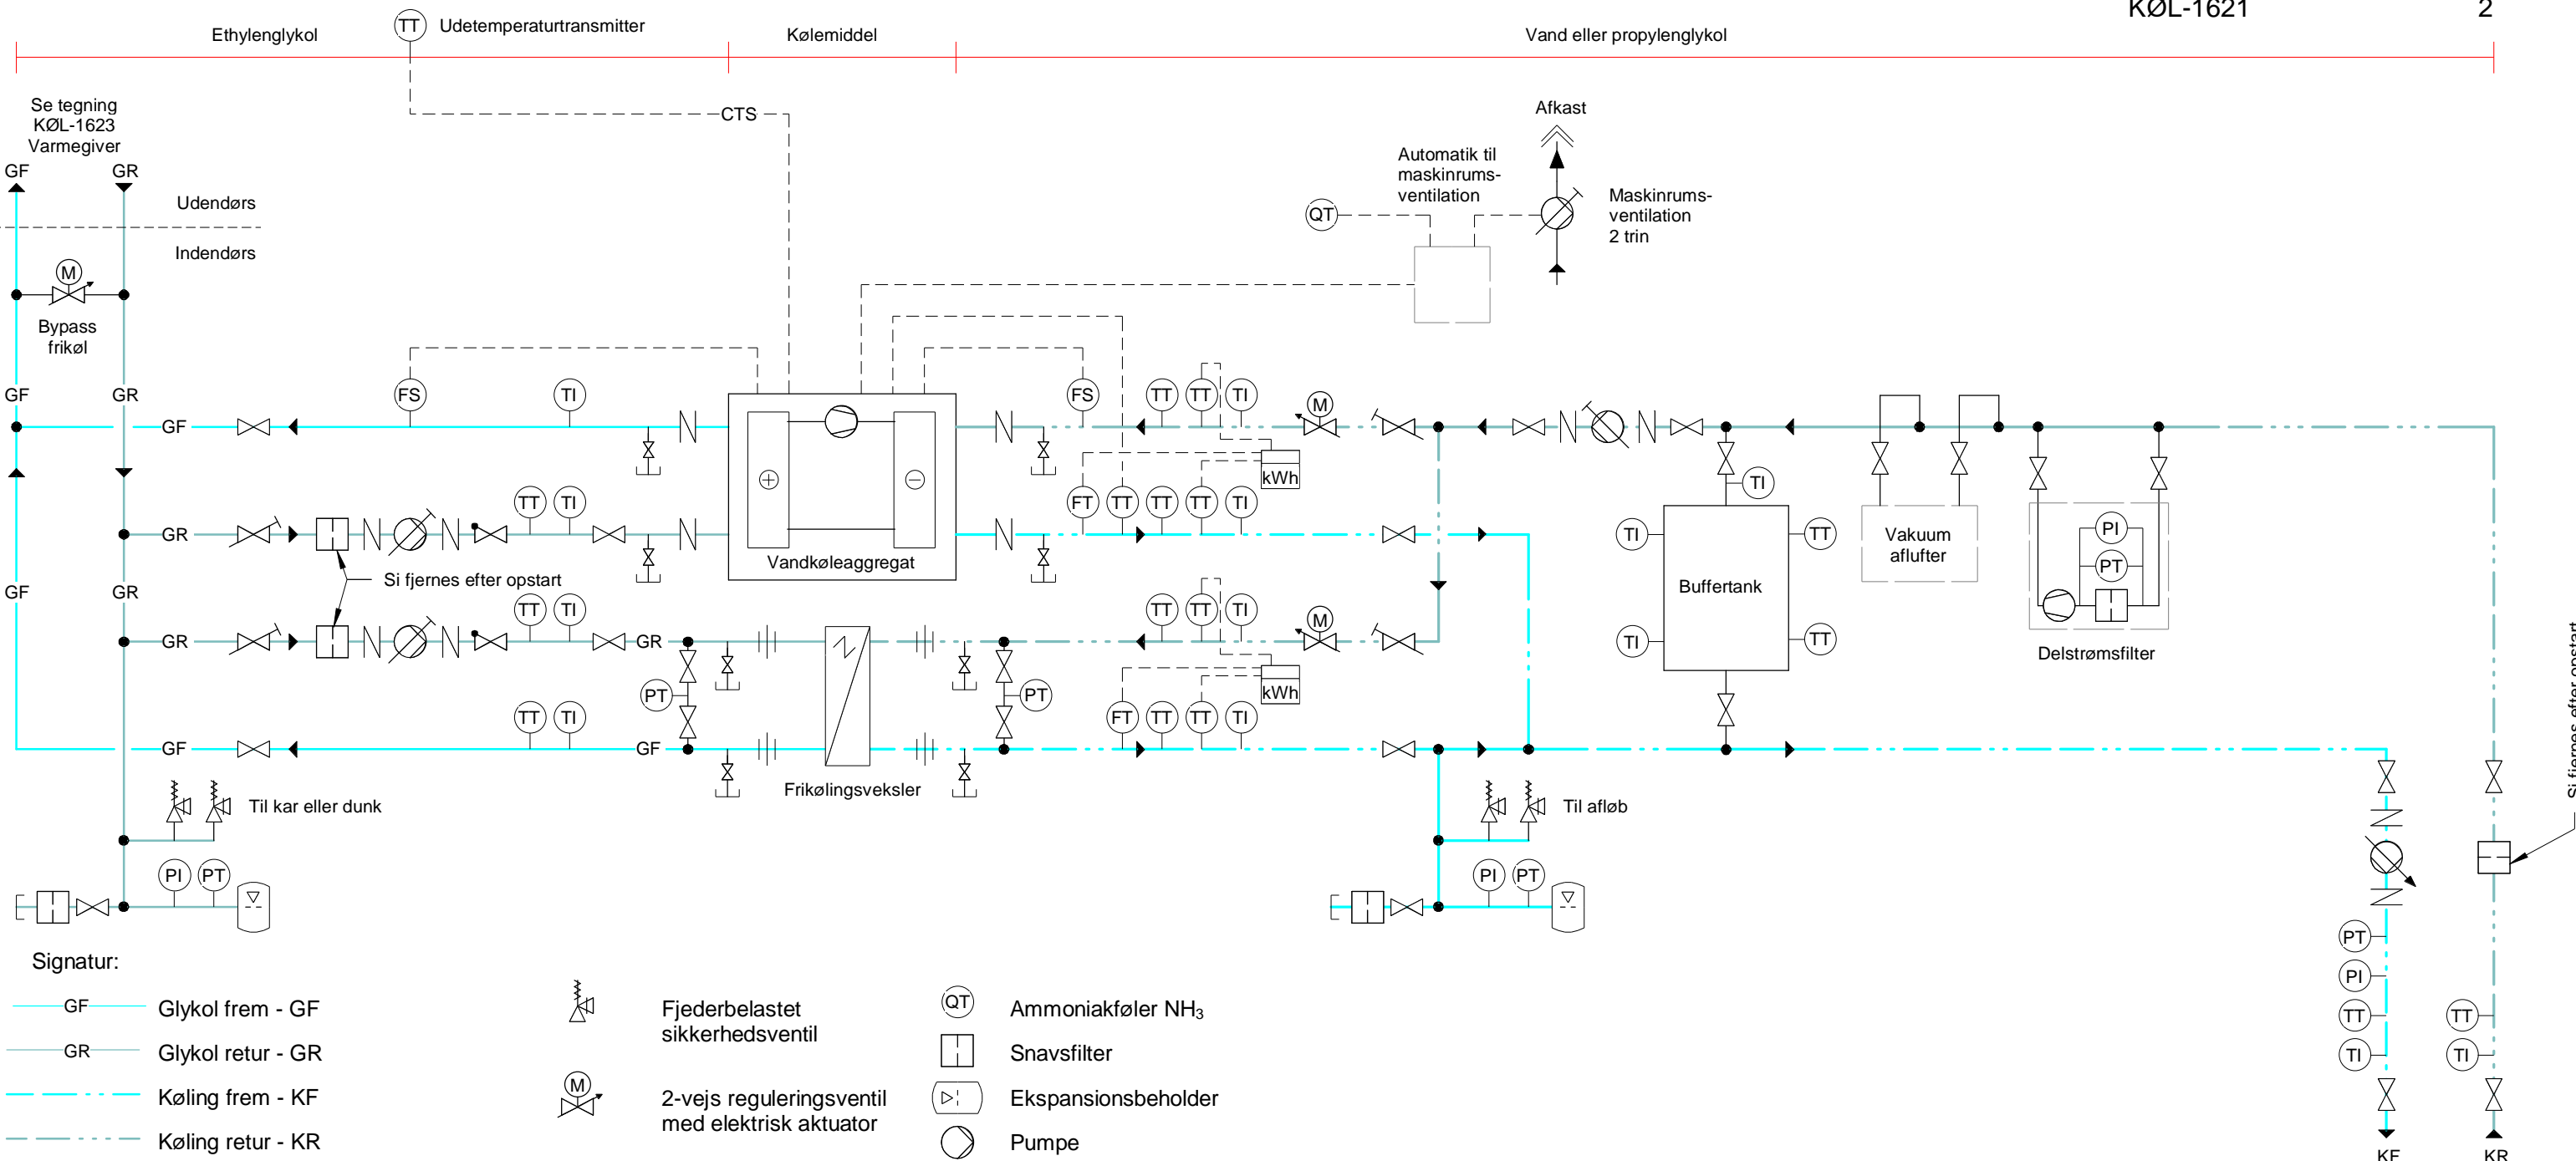 KØL-1621
2
Ethylenglykol
TT
Udetemperaturtransmitter
Kølemiddel
Vand eller propylenglykol
Se tegning
KØL-1623
Varmegiver
GF
GR
CTS
Afkast
Automatik til
maskinrums-
ventilation
QT
Maskinrums-
ventilation
2 trin
Udendørs
Indendørs
M
Bypass
frikøl
GF
GR
FS
TI
FS
TT
TT
TI
M
GF
kWh
TI
FT
TT
TT
TT
TI
TT
TI
GR
+
−
Vandkøleaggregat
TI
TT
Vakuum
aflufter
PI
PT
Si fjernes efter opstart
GF
GR
Buffertank
TT
TI
TT
TT
TI
M
GR
GR
TI
TT
Delstrømsfilter
Si fjernes efter opstart
PT
PT
kWh
TT
TI
FT
TT
TT
TI
GF
GF
Frikølingsveksler
Til kar eller dunk
Til afløb
PI
PT
PI
PT
PT
PI
TT
TI
TT
TI
KF
KR
Signatur:
GF
Glykol frem - GF
GR
Glykol retur - GR
Køling frem - KF
Køling retur - KR
Fjederbelastet
sikkerhedsventil
M
2-vejs reguleringsventil
med elektrisk aktuator
QT
Ammoniakføler NH₃
Snavsfilter
Ekspansionsbeholder
Pumpe